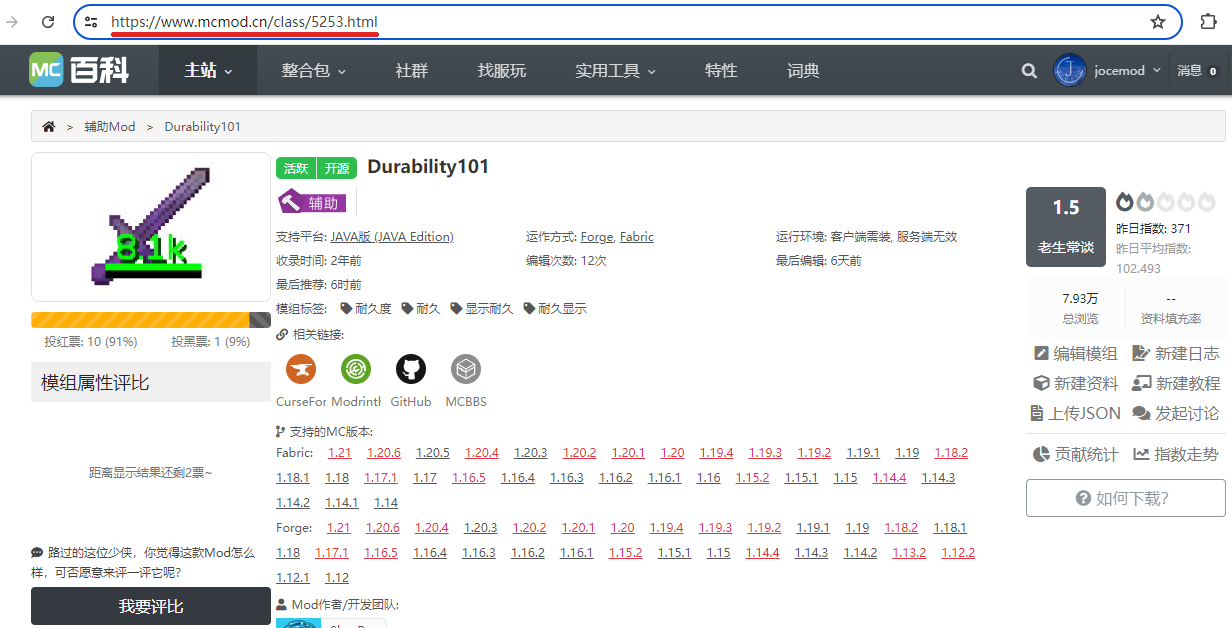 https://www.mcmod.cn/class/5253.html
MC 百科 主站 整合包 社群 找服玩 实用工具 特性 词典 jocemod 消息 0
> 辅助Mod > Durability101
8.1k
投红票: 10 (91%) 投黑票: 1 (9%)
模组属性评比
距离显示结果还剩2票~
路过的这位少侠，你觉得这款Mod怎么
样，可否愿意来评一评它呢?
我要评比
活跃 开源 Durability101
辅助
支持平台: JAVA版 (JAVA Edition) 运作方式: Forge, Fabric 运行环境: 客户端需装, 服务端无效
收录时间: 2年前 编辑次数: 12次 最后编辑: 6天前
最后推荐: 6时前
模组标签: 耐久度 耐久 显示耐久 耐久显示
相关链接:
CurseFor Modrinth GitHub MCBBS
支持的MC版本:
Fabric: 1.21 1.20.6 1.20.5 1.20.4 1.20.3 1.20.2 1.20.1 1.20 1.19.4 1.19.3 1.19.2 1.19.1 1.19 1.18.2
1.18.1 1.18 1.17.1 1.17 1.16.5 1.16.4 1.16.3 1.16.2 1.16.1 1.16 1.15.2 1.15.1 1.15 1.14.4 1.14.3
1.14.2 1.14.1 1.14
Forge: 1.21 1.20.6 1.20.4 1.20.3 1.20.2 1.20.1 1.20 1.19.4 1.19.3 1.19.2 1.19.1 1.19 1.18.2 1.18.1
1.18 1.17.1 1.16.5 1.16.4 1.16.3 1.16.2 1.16.1 1.15.2 1.15.1 1.15 1.14.4 1.14.3 1.14.2 1.13.2 1.12.2
1.12.1 1.12
Mod作者/开发团队:
1.5
老生常谈
昨日指数: 371
昨日平均指数:
102.493
7.93万 --
总浏览 资料填充率
编辑模组 新建日志
新建资料 新建教程
上传JSON 发起讨论
贡献统计 指数走势
如何下载?